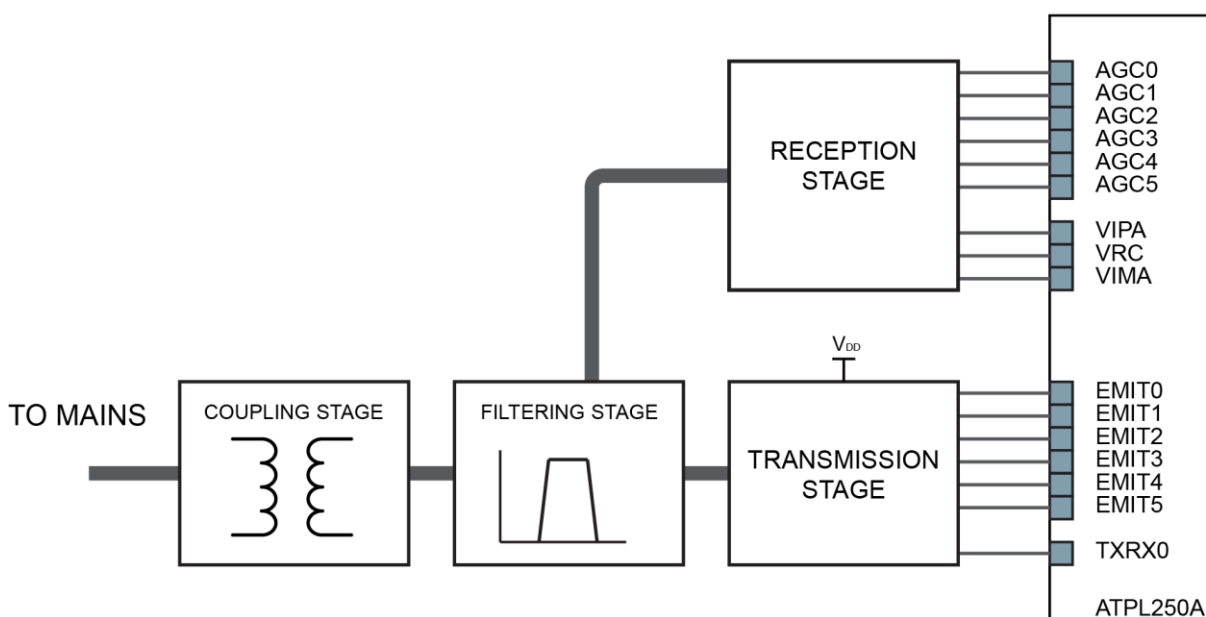 AGC0
AGC1
AGC2
AGC3
AGC4
AGC5
RECEPTION
STAGE
VIPA
VRC
VIMA
VDD
TO MAINS
COUPLING STAGE
FILTERING STAGE
TRANSMISSION
STAGE
EMIT0
EMIT1
EMIT2
EMIT3
EMIT4
EMIT5
TXRX0
ATPL250A